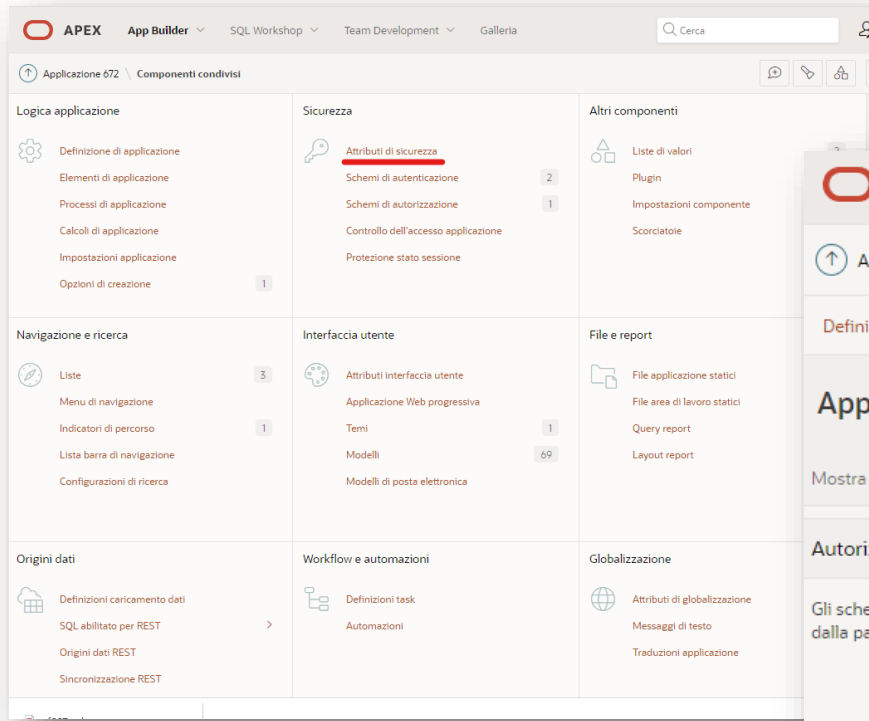 APEX App Builder SQL Workshop Team Development Galleria Cerca
Applicazione 672 \ Componenti condivisi
Logica applicazione
Definizione di applicazione
Elementi di applicazione
Processi di applicazione
Calcoli di applicazione
Impostazioni applicazione
Opzioni di creazione 1
Sicurezza
Attributi di sicurezza
Schemi di autenticazione 2
Schemi di autorizzazione 1
Controllo dell'accesso applicazione
Protezione stato sessione
Altri componenti
Liste di valori
Plugin
Impostazioni componente
Scorciatoie
Navigazione e ricerca
Liste 3
Menu di navigazione
Indicatori di percorso 1
Lista barra di navigazione
Configurazioni di ricerca
Interfaccia utente
Attributi interfaccia utente
Applicazione Web progressiva
Temi 1
Modelli 69
Modelli di posta elettronica
File e report
File applicazione statici
File area di lavoro statici
Query report
Layout report
Origini dati
Definizioni caricamento dati
SQL abilitato per REST
Origini dati REST
Sincronizzazione REST
Workflow e automazioni
Definizioni task
Automazioni
Globalizzazione
Attributi di globalizzazione
Messaggi di testo
Traduzioni applicazione
A
Defini
App
Mostra
Autori
Gli sche
dalla pa